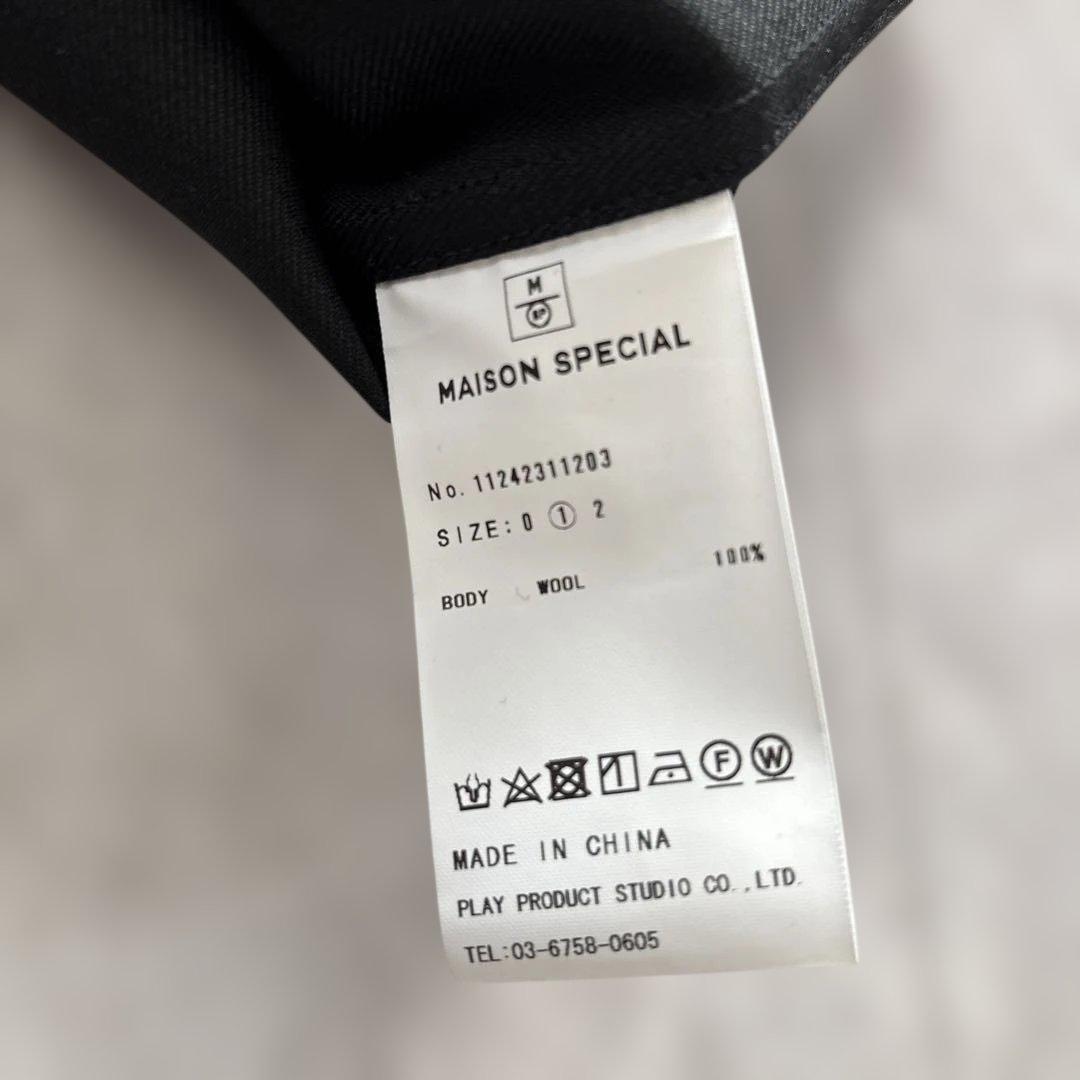 M
SP
MAISON SPECIAL
No. 11242311203
SIZE: 0 ① 2
BODY WOOL 100%
F W
MADE IN CHINA
PLAY PRODUCT STUDIO CO.,LTD.
TEL:03-6758-0605